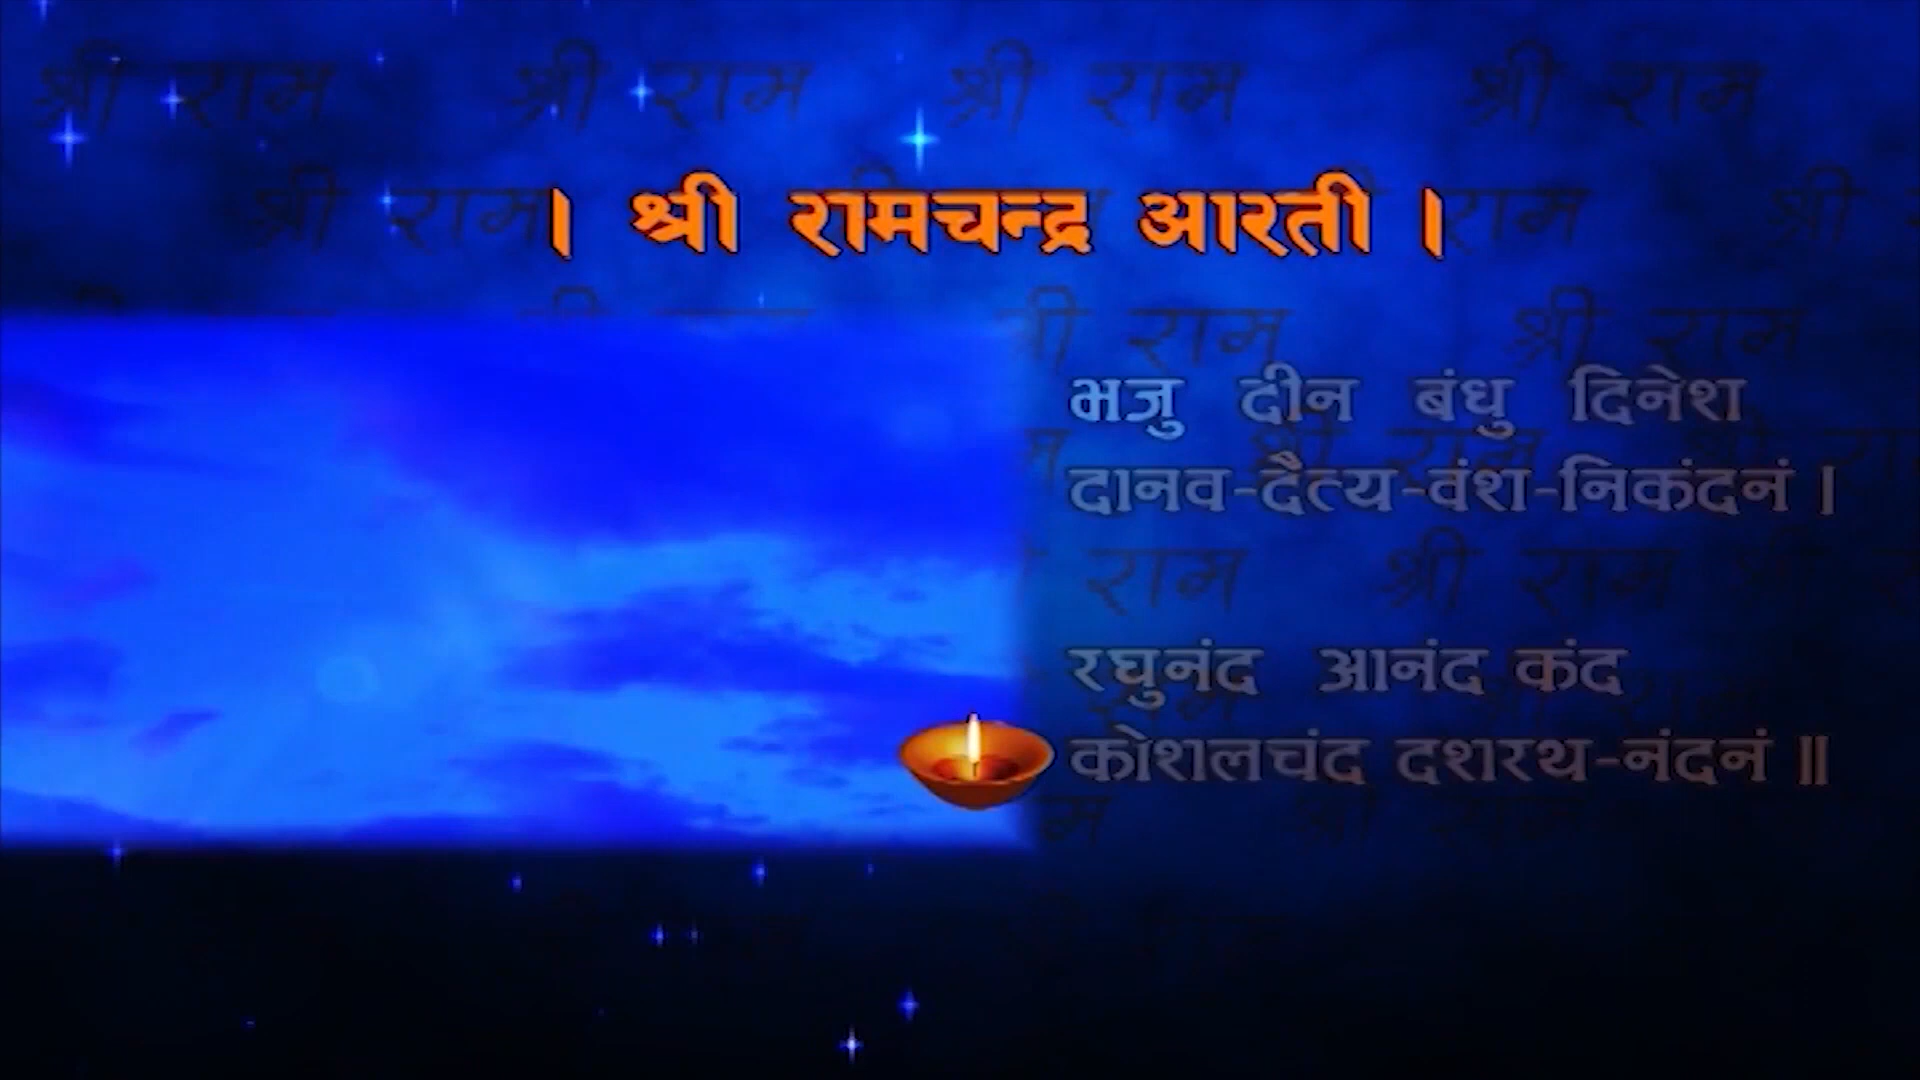 । श्री रामचन्द्र आरती ।
भजु दीन बंधु दिनेश
दानव-दैत्य-वंश-निकंदनं ।
रघुनंद आनंद कंद
कोशलचंद दशरथ-नंदनं ॥
श्री राम श्री राम श्री राम श्री राम